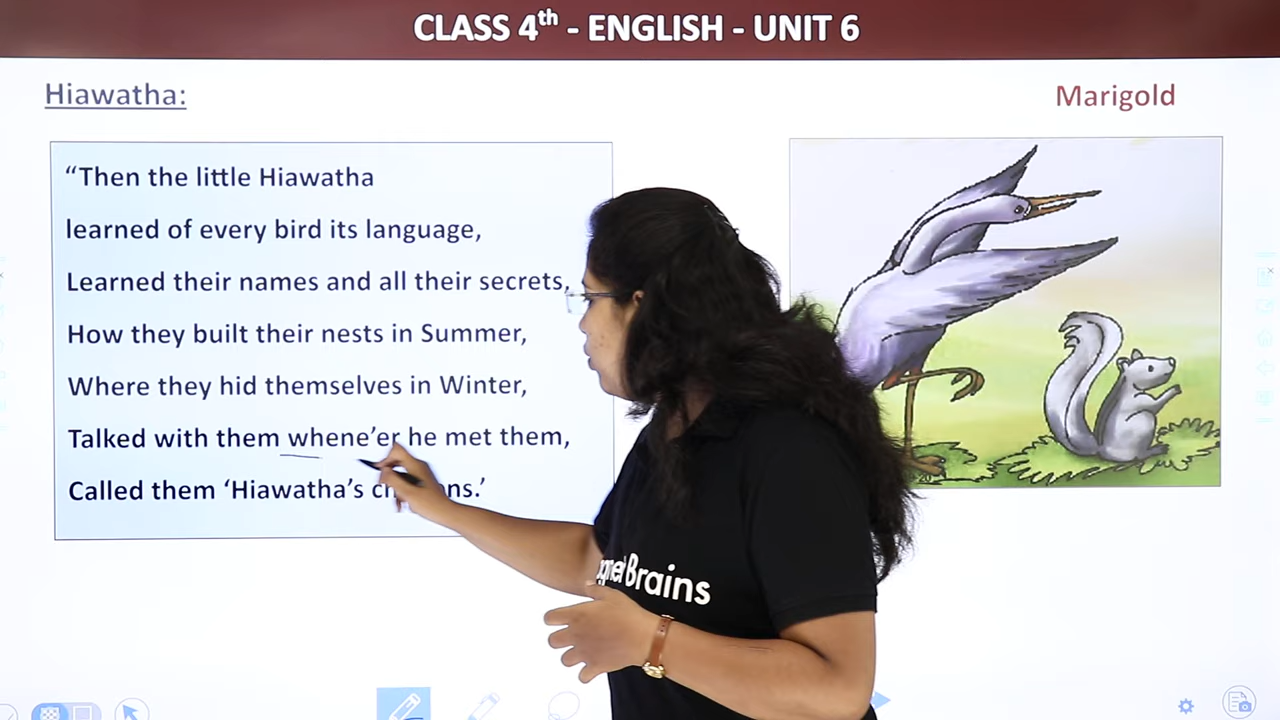 CLASS 4th - ENGLISH - UNIT 6
Hiawatha:
Marigold
“Then the little Hiawatha
learned of every bird its language,
Learned their names and all their secrets,
How they built their nests in Summer,
Where they hid themselves in Winter,
Talked with them whene’er he met them,
Called them ‘Hiawatha’s
Brains